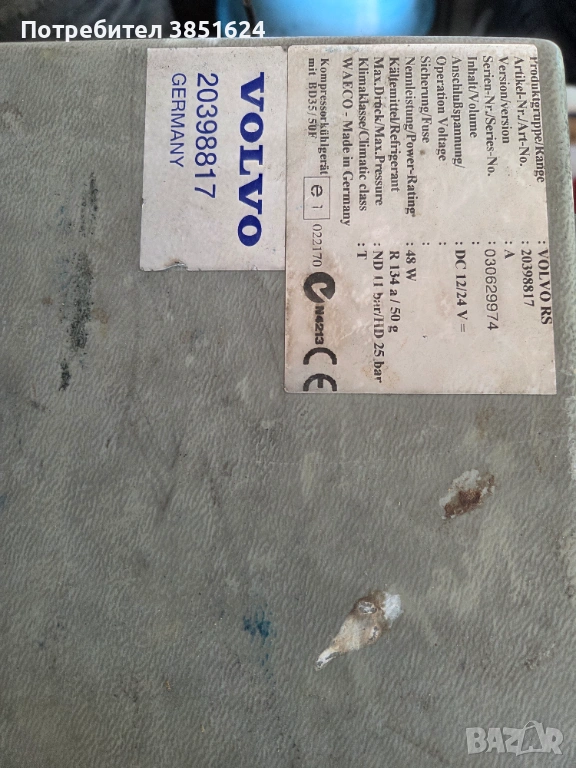 Потребител 3851624
VOLVO
20398817
GERMANY
Produktgruppe/Range : VOLVO RS
Artikel-Nr./Art-No. : 20398817
Version/version : A
Serien-Nr./Series-No. : 030629974
Inhalt/Volume :
Anschlußspannung/
Operation Voltage : DC 12/24 V =
Sicherung/Fuse :
Nennleistung/Power-Rating : 48 W
Kältemittel/Refrigerant : R 134 a / 50 g
Max.Druck/Max.Pressure : ND 11 bar/HD 25 bar
Klimaklasse/Climatic class : T
WAECO - Made in Germany
Kompressorkühlgerät
mit BD35/50F
e 1
022170
N4213
CE
bazar